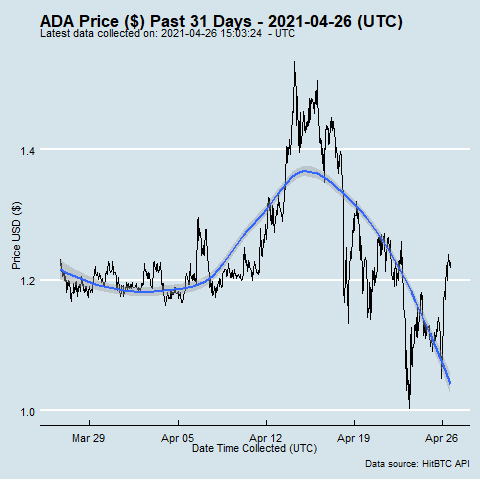 ADA Price ($) Past 31 Days - 2021-04-26 (UTC)
Latest data collected on: 2021-04-26 15:03:24 - UTC
Price USD ($)
1.4
1.2
1.0
Mar 29
Apr 05
Apr 12
Apr 19
Apr 26
Date Time Collected (UTC)
Data source: HitBTC API